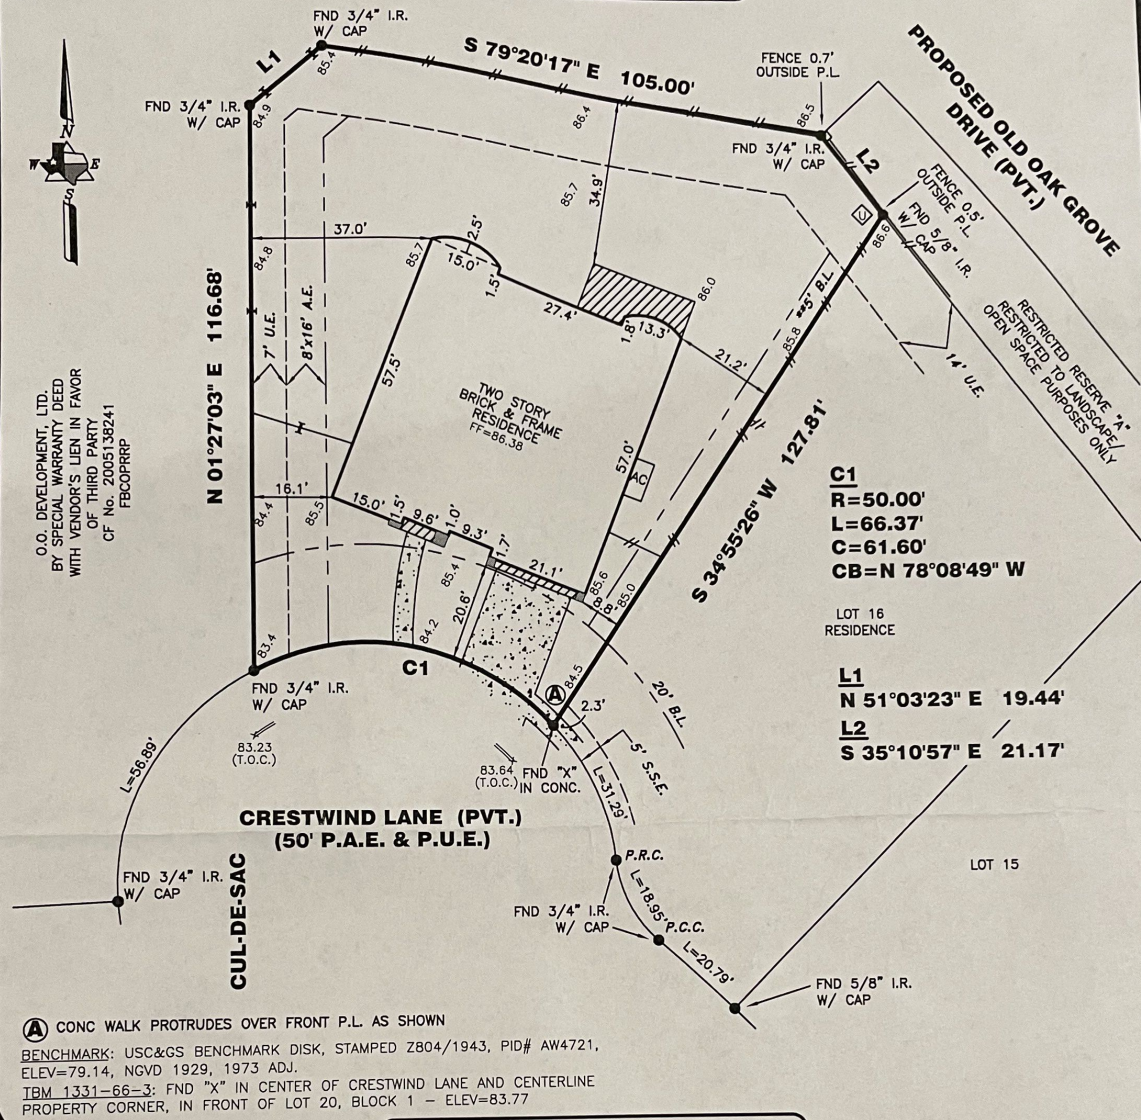 FND 3/4" I.R.
W/ CAP
L1
85.4
S 79°20'17" E   105.00'
FENCE 0.7'
OUTSIDE P.L.
PROPOSED OLD OAK GROVE
DRIVE (PVT.)
FND 3/4" I.R.
W/ CAP
84.9
86.4
86.5
FND 3/4" I.R.
W/ CAP
L2
N
W E
S
FENCE 0.5'
OUTSIDE P.L.
FND 5/8" I.R.
W/ CAP
U
86.6
85.7
34.9'
37.0'
84.8
85.7
2.5'
15.0'
1.5'
27.4'
1.8'
13.3'
86.0
**5' B.L.
85.8
21.2'
N 01°27'03" E   116.68'
7' U.E.
8'x16' A.E.
57.5'
TWO STORY
BRICK & FRAME
RESIDENCE
FF=86.38
57.0'
AC
14' U.E.
RESTRICTED RESERVE "A"
RESTRICTED TO LANDSCAPE/
OPEN SPACE PURPOSES ONLY
O.O. DEVELOPMENT, LTD.
BY SPECIAL WARRANTY DEED
WITH VENDOR'S LIEN IN FAVOR
OF THIRD PARTY
CF No. 2005138241
FBCOPRRP
S 34°55'26" W   127.81'
C1
R=50.00'
L=66.37'
C=61.60'
CB=N 78°08'49" W
16.1'
84.4
85.5
15.0'
1.5'
9.6'
1.0'
9.3'
1.7'
21.1'
85.4
20.6'
85.6
8.8'
85.0
LOT 16
RESIDENCE
83.4
84.2
C1
84.5
A
2.3'
20' B.L.
L1
N 51°03'23" E   19.44'
L2
S 35°10'57" E   21.17'
FND 3/4" I.R.
W/ CAP
83.23
(T.O.C.)
83.64
(T.O.C.)
FND "X"
IN CONC.
5' S.S.E.
L=56.89'
L=31.29'
CRESTWIND LANE (PVT.)
(50' P.A.E. & P.U.E.)
CUL-DE-SAC
P.R.C.
LOT 15
FND 3/4" I.R.
W/ CAP
L=18.95'
FND 3/4" I.R.
W/ CAP
P.C.C.
L=20.79'
FND 5/8" I.R.
W/ CAP
A CONC WALK PROTRUDES OVER FRONT P.L. AS SHOWN
BENCHMARK: USC&GS BENCHMARK DISK, STAMPED Z804/1943, PID# AW4721,
ELEV=79.14, NGVD 1929, 1973 ADJ.
TBM 1331-66-3: FND "X" IN CENTER OF CRESTWIND LANE AND CENTERLINE
PROPERTY CORNER, IN FRONT OF LOT 20, BLOCK 1 - ELEV=83.77